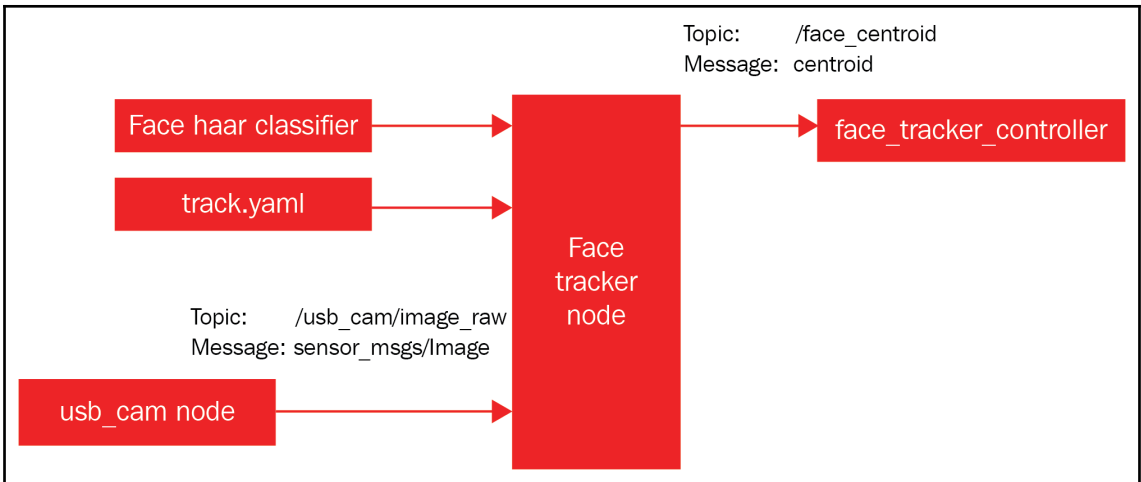 Topic: /face_centroid
Message: centroid
Face haar classifier
face_tracker_controller
track.yaml
Face
tracker
node
Topic: /usb_cam/image_raw
Message: sensor_msgs/Image
usb_cam node